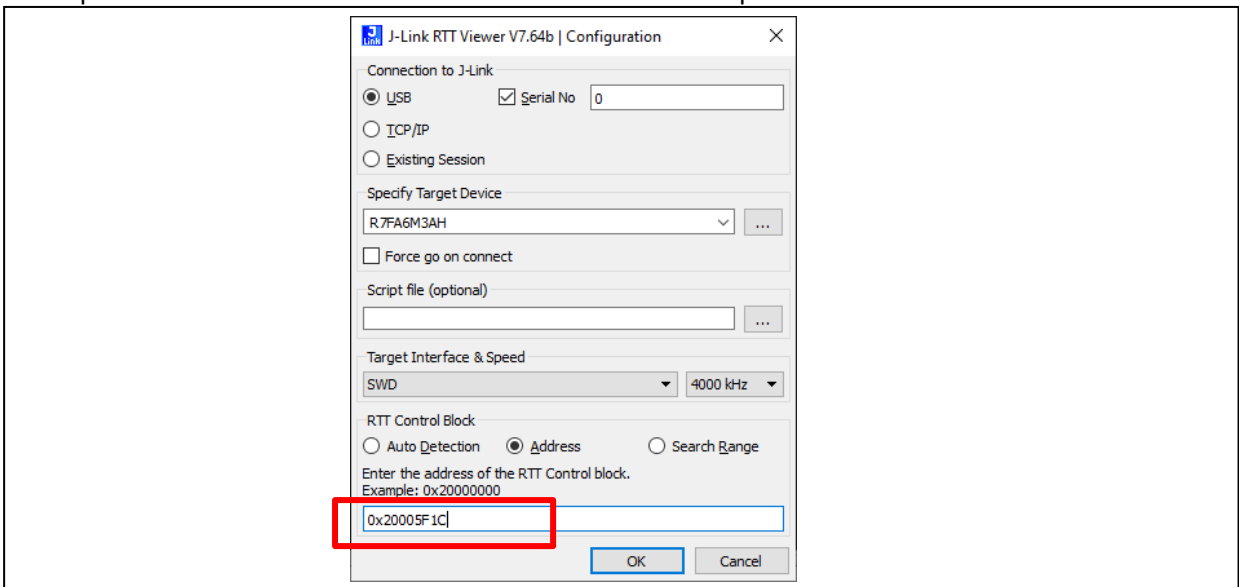 J-Link RTT Viewer V7.64b | Configuration
Connection to J-Link
USB Serial No 0
TCP/IP
Existing Session
Specify Target Device
R7FA6M3AH ...
Force go on connect
Script file (optional)
...
Target Interface & Speed
SWD 4000 kHz
RTT Control Block
Auto Detection Address Search Range
Enter the address of the RTT Control block.
Example: 0x20000000
0x20005F1C
OK Cancel